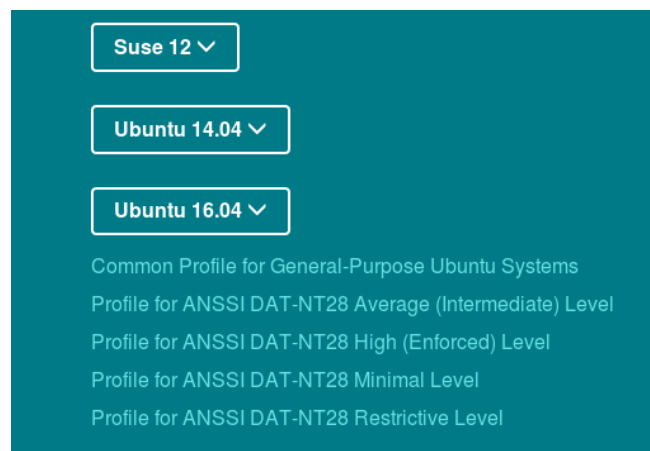 Suse 12
Ubuntu 14.04
Ubuntu 16.04
Common Profile for General-Purpose Ubuntu Systems
Profile for ANSSI DAT-NT28 Average (Intermediate) Level
Profile for ANSSI DAT-NT28 High (Enforced) Level
Profile for ANSSI DAT-NT28 Minimal Level
Profile for ANSSI DAT-NT28 Restrictive Level